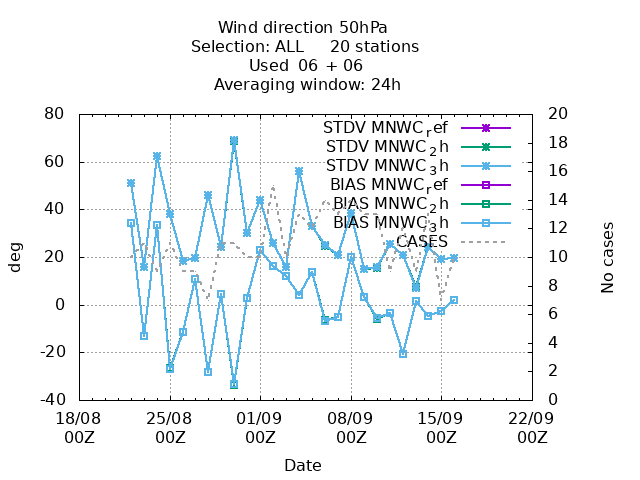 Wind direction 50hPa
Selection: ALL 20 stations
Used 06 + 06
Averaging window: 24h
80
60
40
20
0
-20
-40
deg
20
18
16
14
12
10
8
6
4
2
0
No cases
STDV MNWC_ref
STDV MNWC_2h
STDV MNWC_3h
BIAS MNWC_ref
BIAS MNWC_2h
BIAS MNWC_3h
CASES
18/08 25/08 01/09 08/09 15/09 22/09
00Z 00Z 00Z 00Z 00Z 00Z
Date